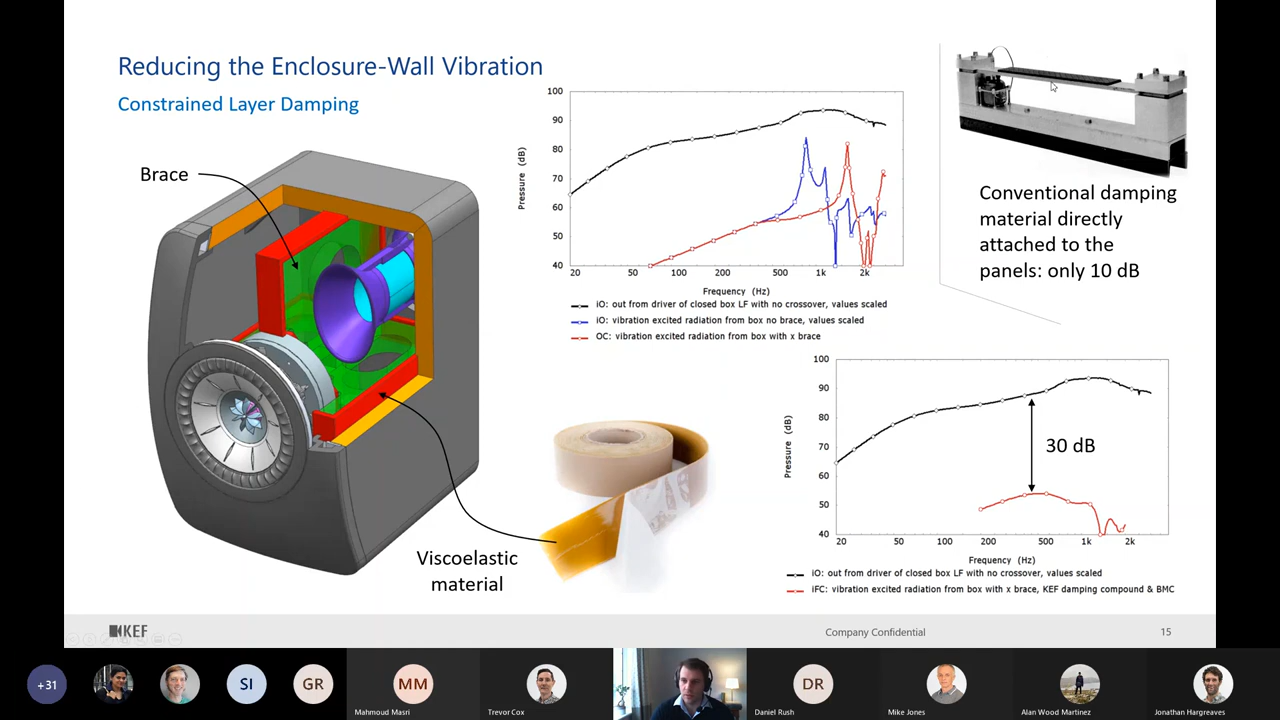 Reducing the Enclosure-Wall Vibration
Constrained Layer Damping
Brace
Viscoelastic
material
100
90
80
70
60
50
40
Pressure (dB)
20
50
100
200
500
1k
2k
Frequency (Hz)
iO: out from driver of closed box LF with no crossover, values scaled
iO: vibration excited radiation from box no brace, values scaled
OC: vibration excited radiation from box with x brace
Conventional damping
material directly
attached to the
panels: only 10 dB
100
90
80
70
60
50
40
Pressure (dB)
30 dB
20
50
100
200
500
1k
2k
Frequency (Hz)
iO: out from driver of closed box LF with no crossover, values scaled
iFC: vibration excited radiation from box with x brace, KEF damping compound & BMC
KEF
Company Confidential
15
+31
SI
GR
MM
Mahmoud Masri
Trevor Cox
DR
Daniel Rush
Mike Jones
Alan Wood Martinez
Jonathan Hargreaves